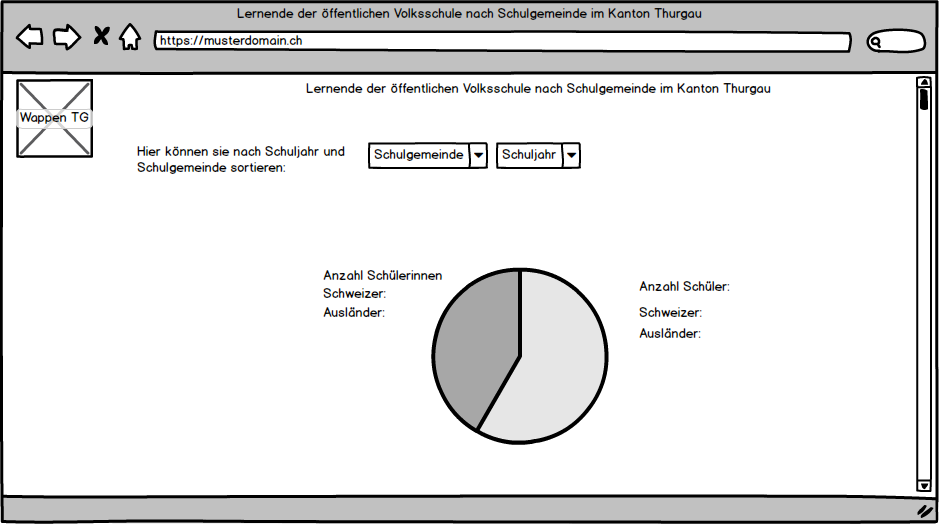 Lernende der öffentlichen Volksschule nach Schulgemeinde im Kanton Thurgau
https://musterdomain.ch
Lernende der öffentlichen Volksschule nach Schulgemeinde im Kanton Thurgau
Wappen TG
Hier können sie nach Schuljahr und
Schulgemeinde sortieren:
Schulgemeinde
Schuljahr
Anzahl Schülerinnen
Schweizer:
Ausländer:
Anzahl Schüler:
Schweizer:
Ausländer: